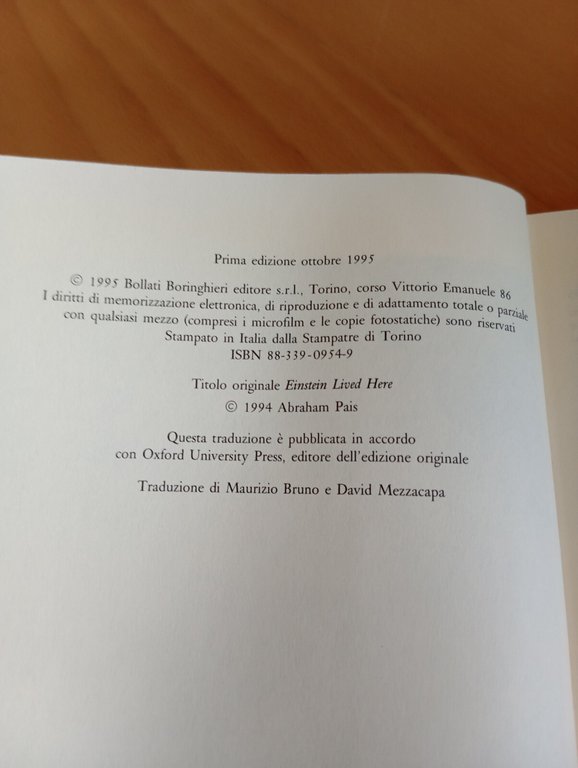 Prima edizione ottobre 1995
© 1995 Bollati Boringhieri editore s.r.l., Torino, corso Vittorio Emanuele 86
I diritti di memorizzazione elettronica, di riproduzione e di adattamento totale o parziale
con qualsiasi mezzo (compresi i microfilm e le copie fotostatiche) sono riservati
Stampato in Italia dalla Stampatre di Torino
ISBN 88-339-0954-9
Titolo originale Einstein Lived Here
© 1994 Abraham Pais
Questa traduzione è pubblicata in accordo
con Oxford University Press, editore dell'edizione originale
Traduzione di Maurizio Bruno e David Mezzacapa